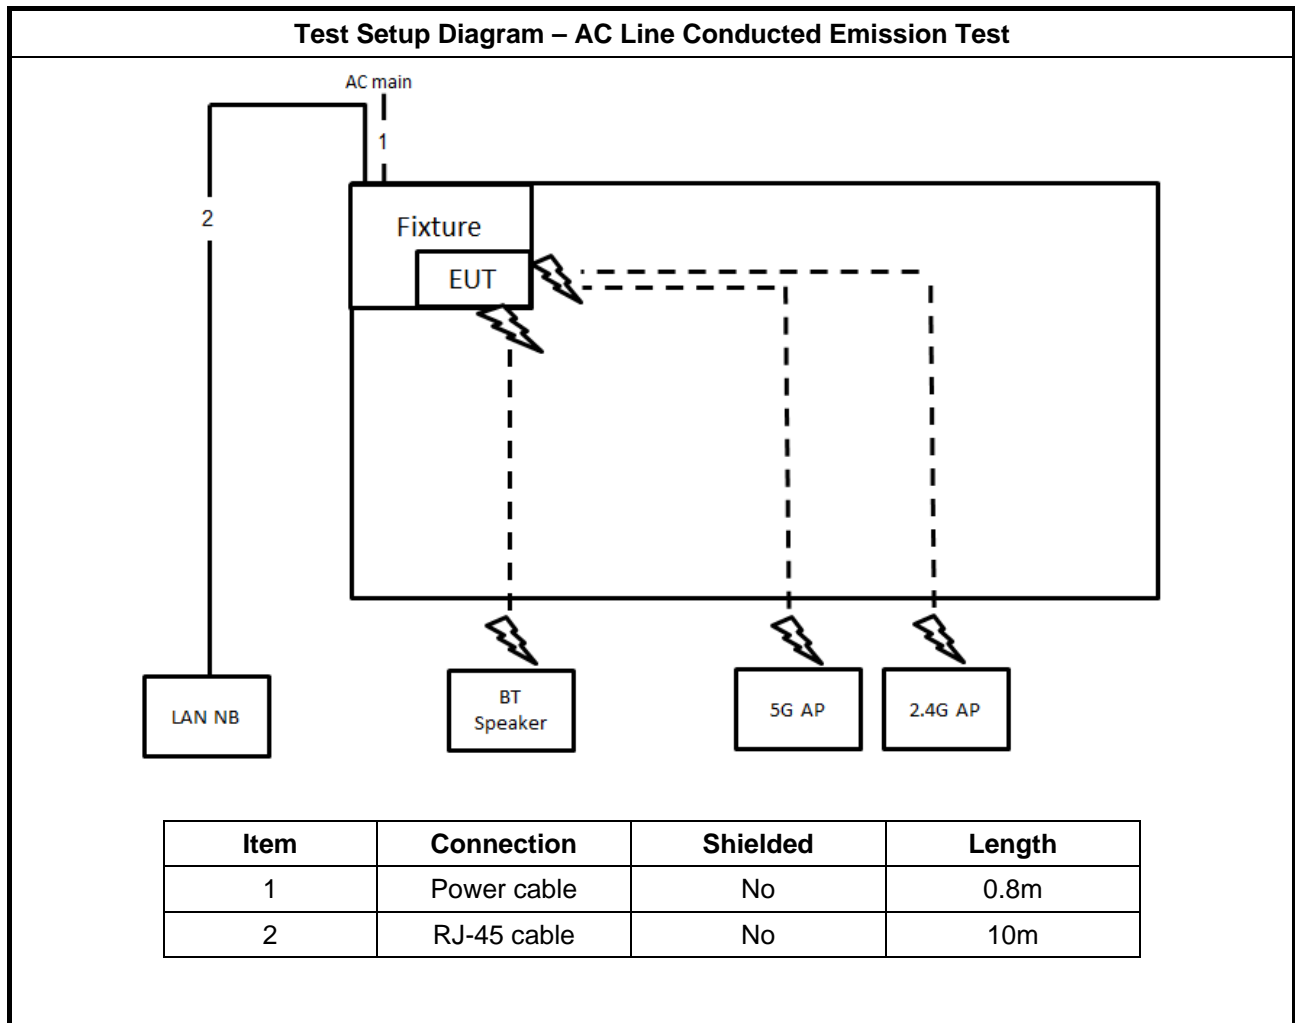 Test Setup Diagram – AC Line Conducted Emission Test
AC main
1
2
Fixture
EUT
LAN NB
BT
Speaker
5G AP
2.4G AP
Item Connection Shielded Length
1 Power cable No 0.8m
2 RJ-45 cable No 10m